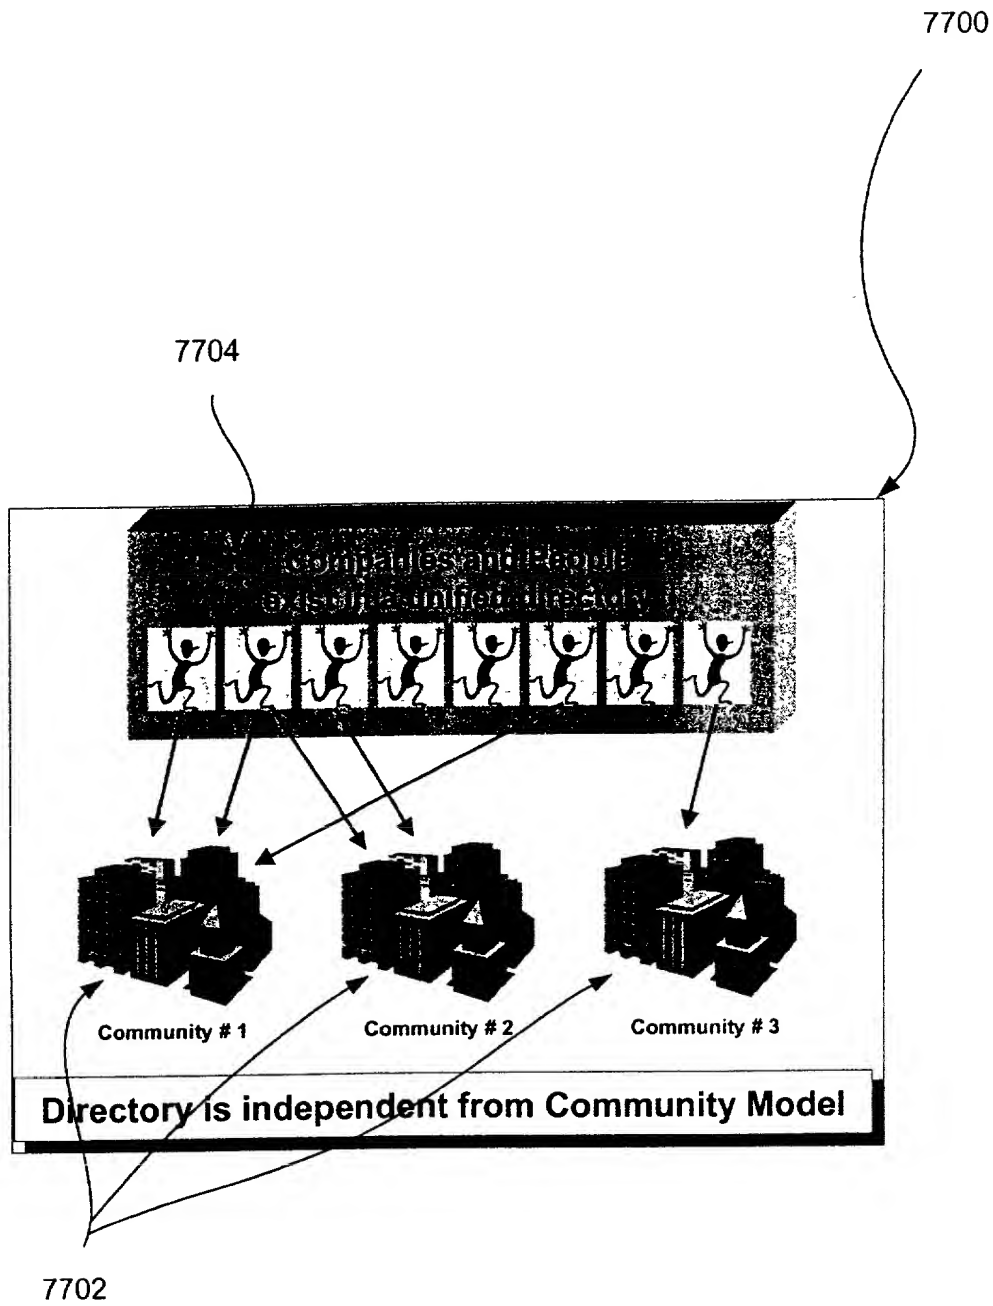 7700
7704
Companies and People
exist in a unified directory
Community # 1
Community # 2
Community # 3
Directory is independent from Community Model
7702